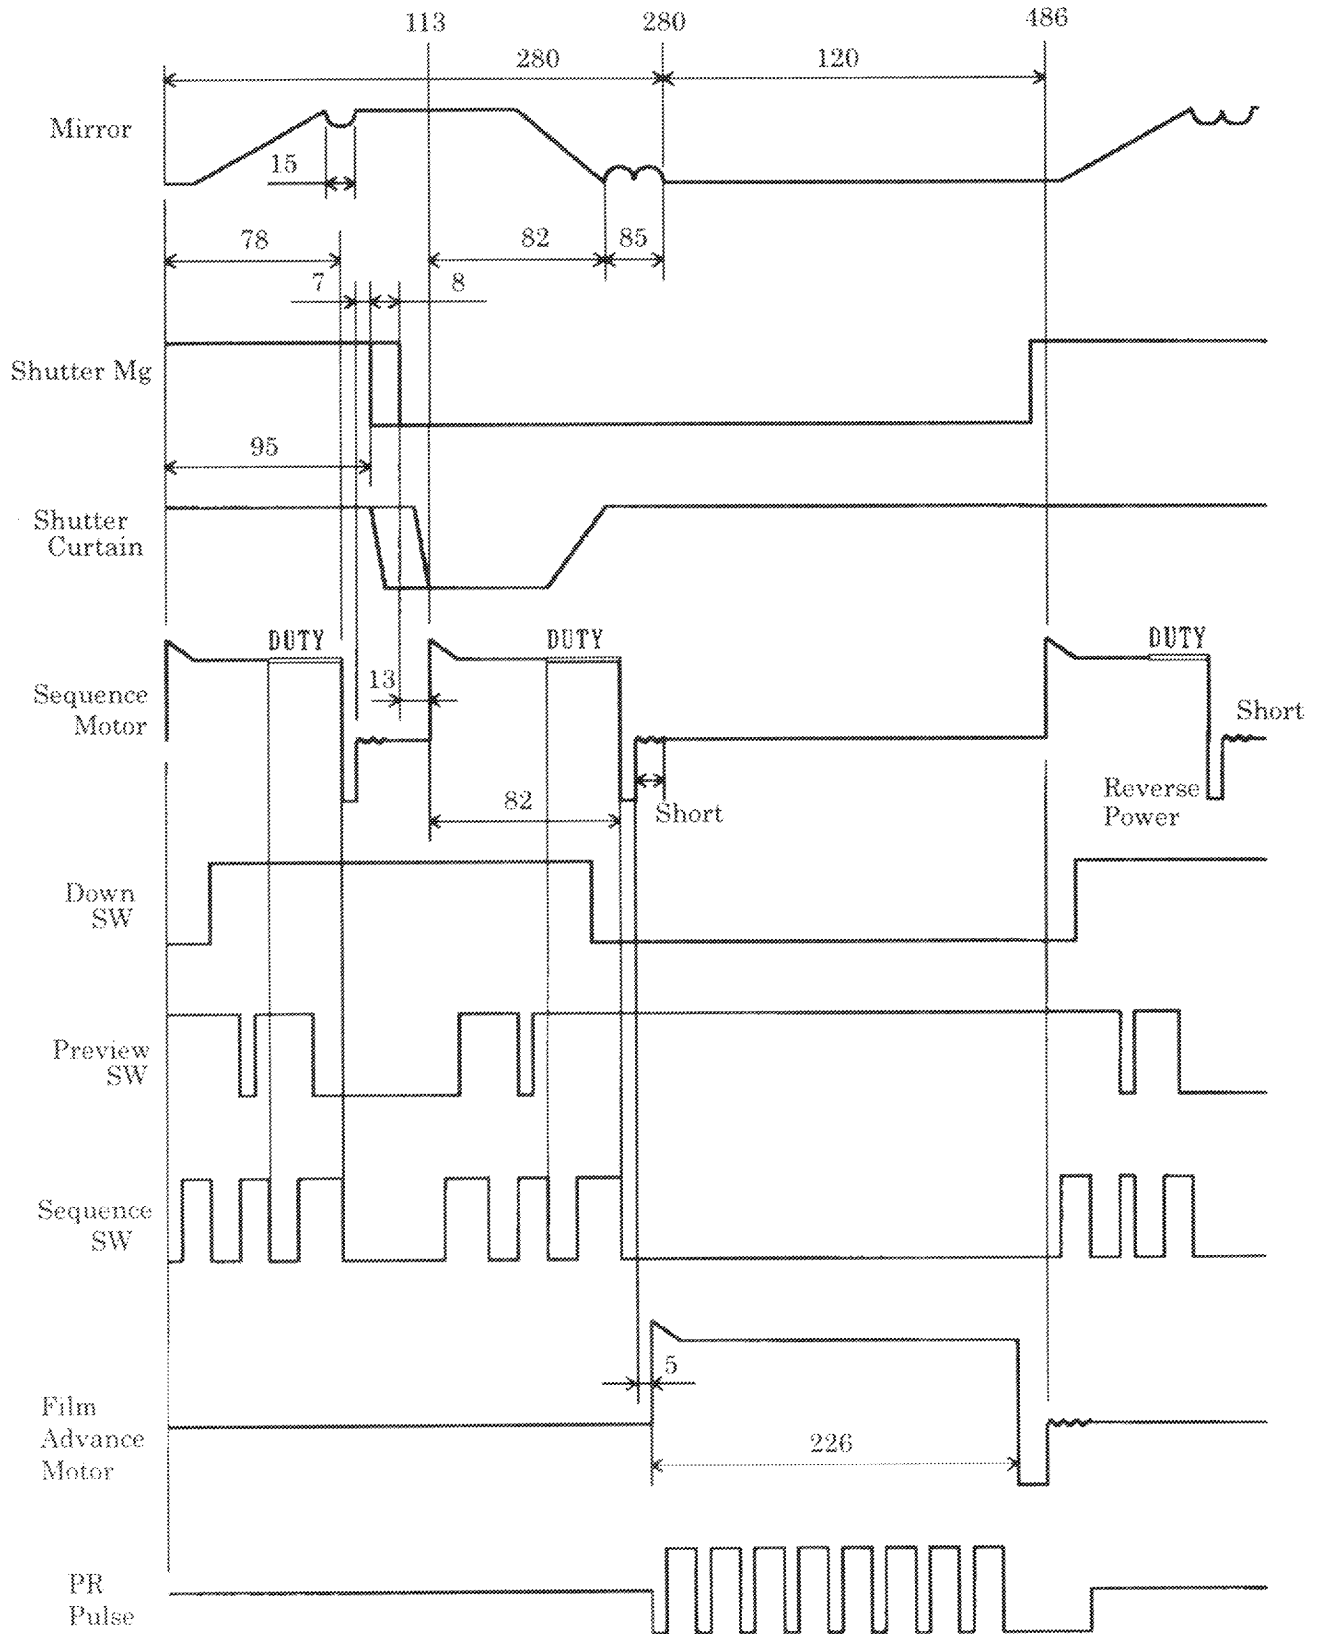 113
280
486
280
120
Mirror
15
78
82
85
7
8
Shutter Mg
95
Shutter
Curtain
DUTY
DUTY
DUTY
13
Sequence
Motor
Short
82
Short
Reverse
Power
Down
SW
Preview
SW
Sequence
SW
5
Film
Advance
Motor
226
PR
Pulse